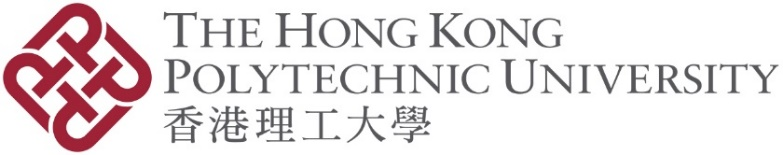 THE HONG KONG
POLYTECHNIC UNIVERSITY
香港理工大學